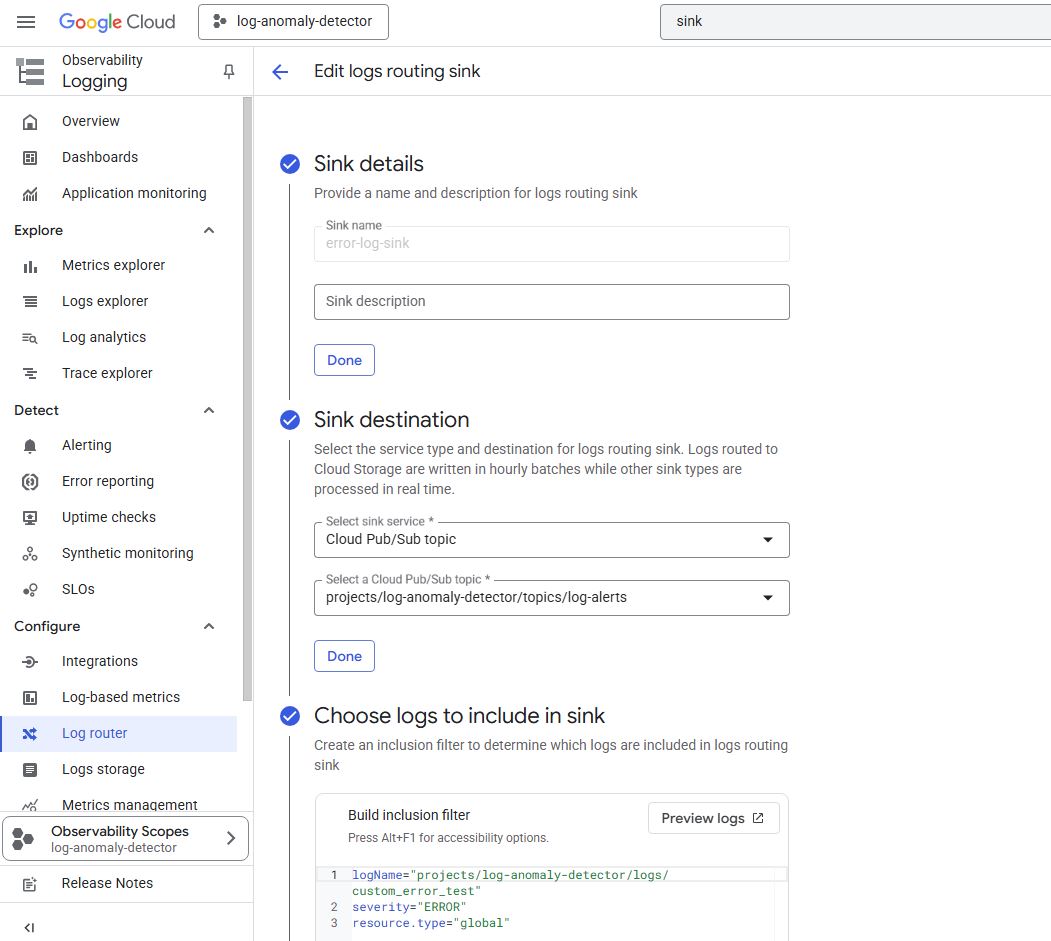 Google Cloud
log-anomaly-detector
sink
Observability
Logging
Edit logs routing sink
Overview
Dashboards
Application monitoring
Explore
Metrics explorer
Logs explorer
Log analytics
Trace explorer
Detect
Alerting
Error reporting
Uptime checks
Synthetic monitoring
SLOs
Configure
Integrations
Log-based metrics
Log router
Logs storage
Metrics management
Observability Scopes
log-anomaly-detector
Release Notes
Sink details
Provide a name and description for logs routing sink
Sink name
error-log-sink
Sink description
Done
Sink destination
Select the service type and destination for logs routing sink. Logs routed to
Cloud Storage are written in hourly batches while other sink types are
processed in real time.
Select sink service *
Cloud Pub/Sub topic
Select a Cloud Pub/Sub topic *
projects/log-anomaly-detector/topics/log-alerts
Done
Choose logs to include in sink
Create an inclusion filter to determine which logs are included in logs routing
sink
Build inclusion filter
Press Alt+F1 for accessibility options.
Preview logs
1 logName="projects/log-anomaly-detector/logs/
custom_error_test"
2 severity="ERROR"
3 resource.type="global"